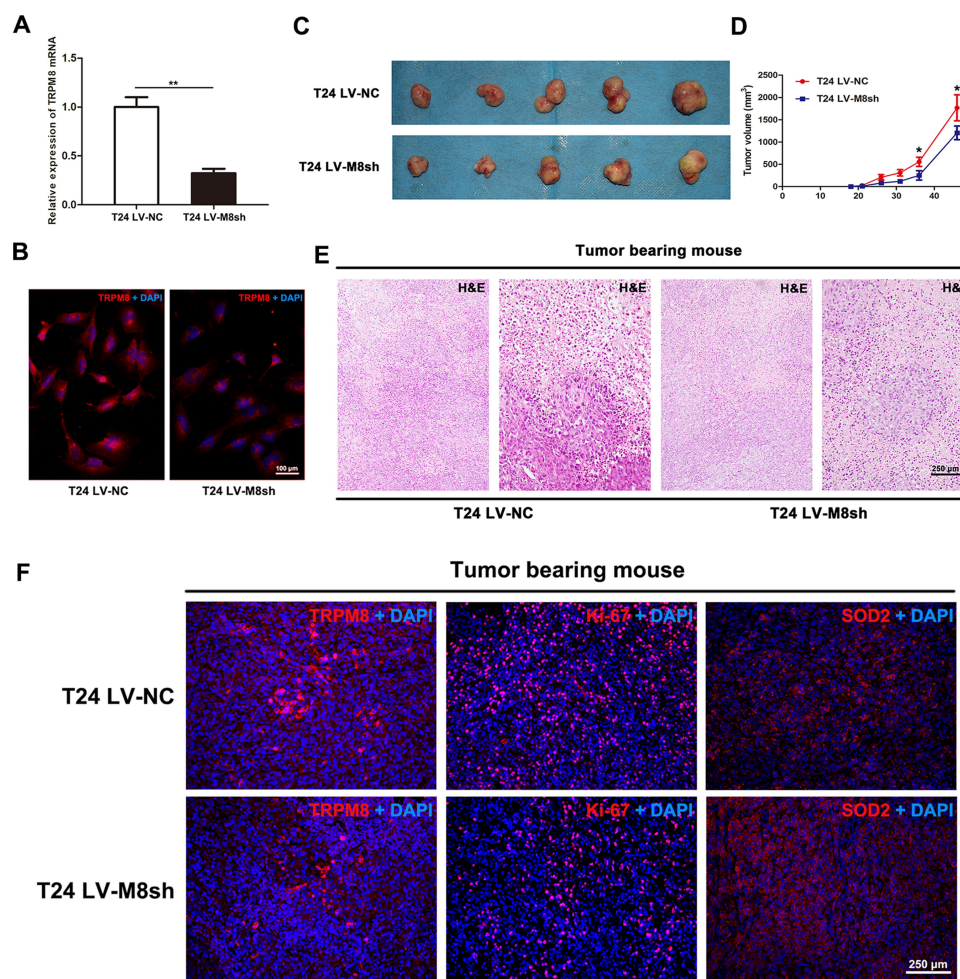 A
Relative expression of TRPM8 mRNA
1.5
1.0
0.5
0.0
**
T24 LV-NC
T24 LV-M8sh
B
TRPM8 + DAPI
TRPM8 + DAPI
100 μm
T24 LV-NC
T24 LV-M8sh
C
T24 LV-NC
T24 LV-M8sh
D
Tumor volume (mm³)
2500
2000
1500
1000
500
0
0
10
20
30
40
T24 LV-NC
T24 LV-M8sh
*
*
E
Tumor bearing mouse
H&E
H&E
H&E
H&
250 μm
T24 LV-NC
T24 LV-M8sh
F
Tumor bearing mouse
T24 LV-NC
TRPM8 + DAPI
Ki-67 + DAPI
SOD2 + DAPI
T24 LV-M8sh
TRPM8 + DAPI
Ki-67 + DAPI
SOD2 + DAPI
250 μm